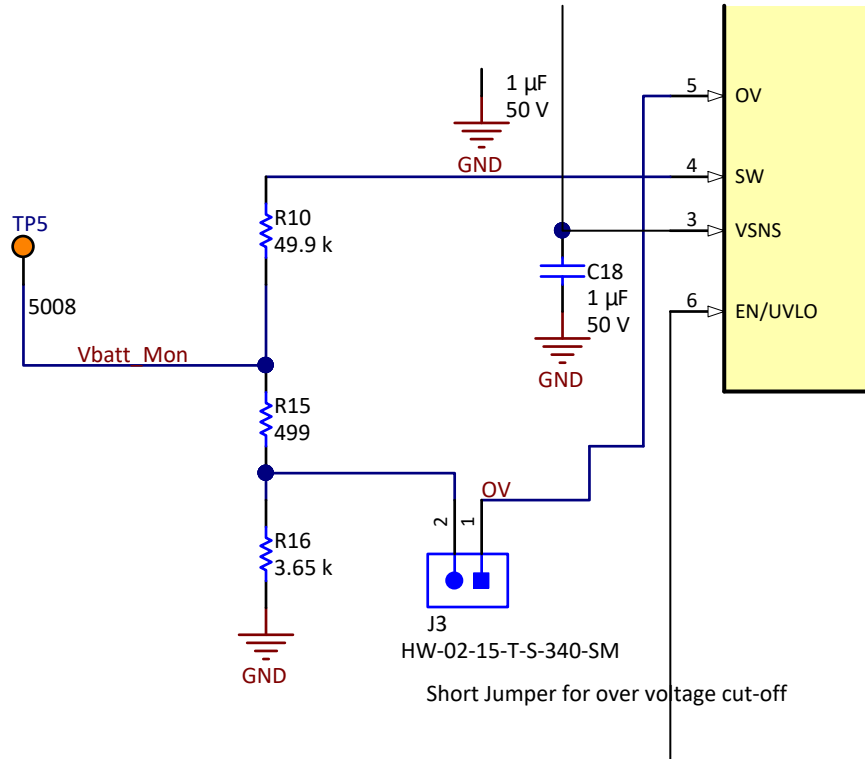 1 µF
50 V
GND
5
OV
4
SW
3
VSNS
6
EN/UVLO
TP5
5008
R10
49.9 k
Vbatt_Mon
C18
1 µF
50 V
GND
R15
499
OV
2
1
R16
3.65 k
GND
J3
HW-02-15-T-S-340-SM
Short Jumper for over voltage cut-off